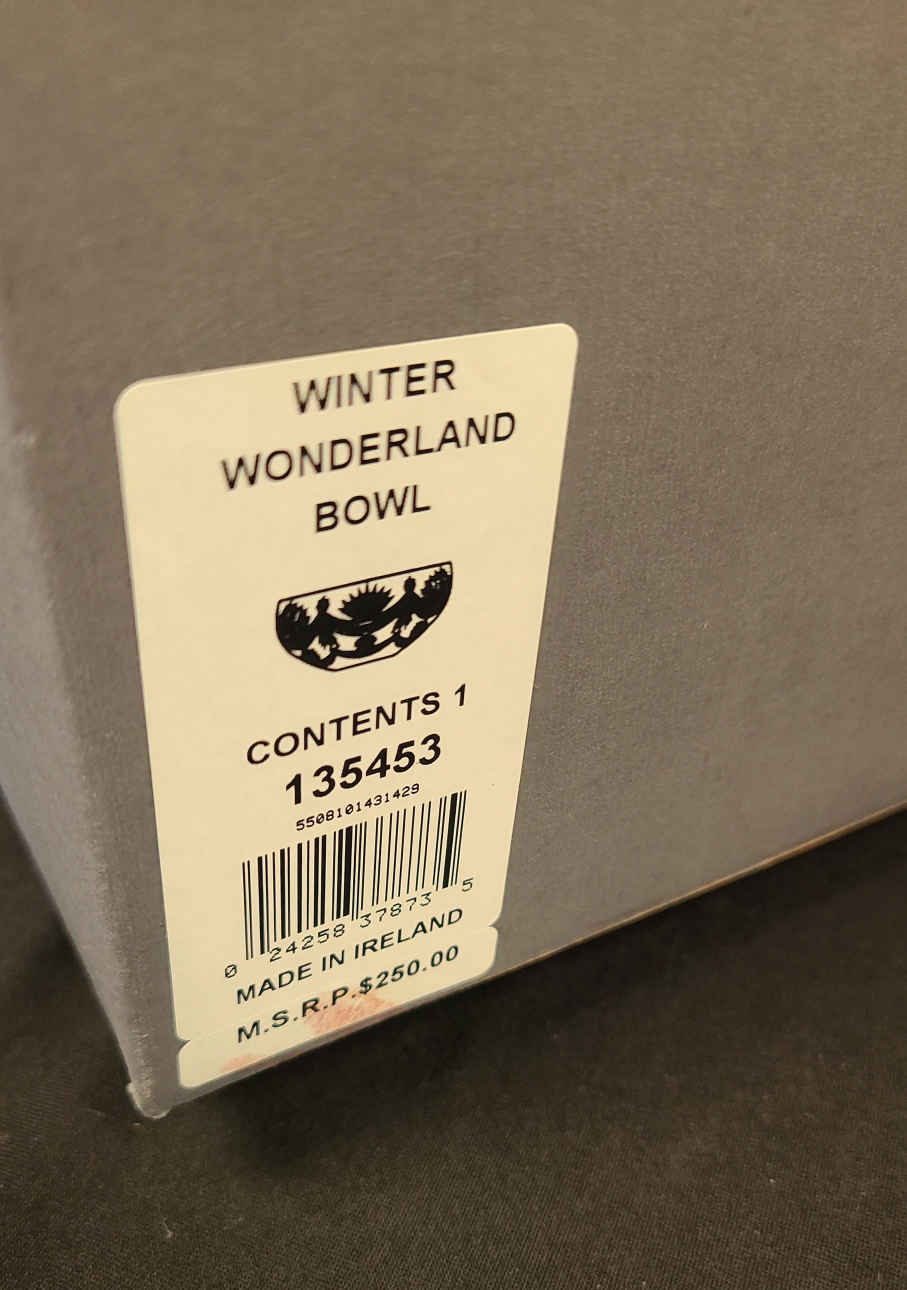 WINTER
WONDERLAND
BOWL
CONTENTS 1
135453
5508101431429
0 24258 37873 5
MADE IN IRELAND
M.S.R.P.$250.00